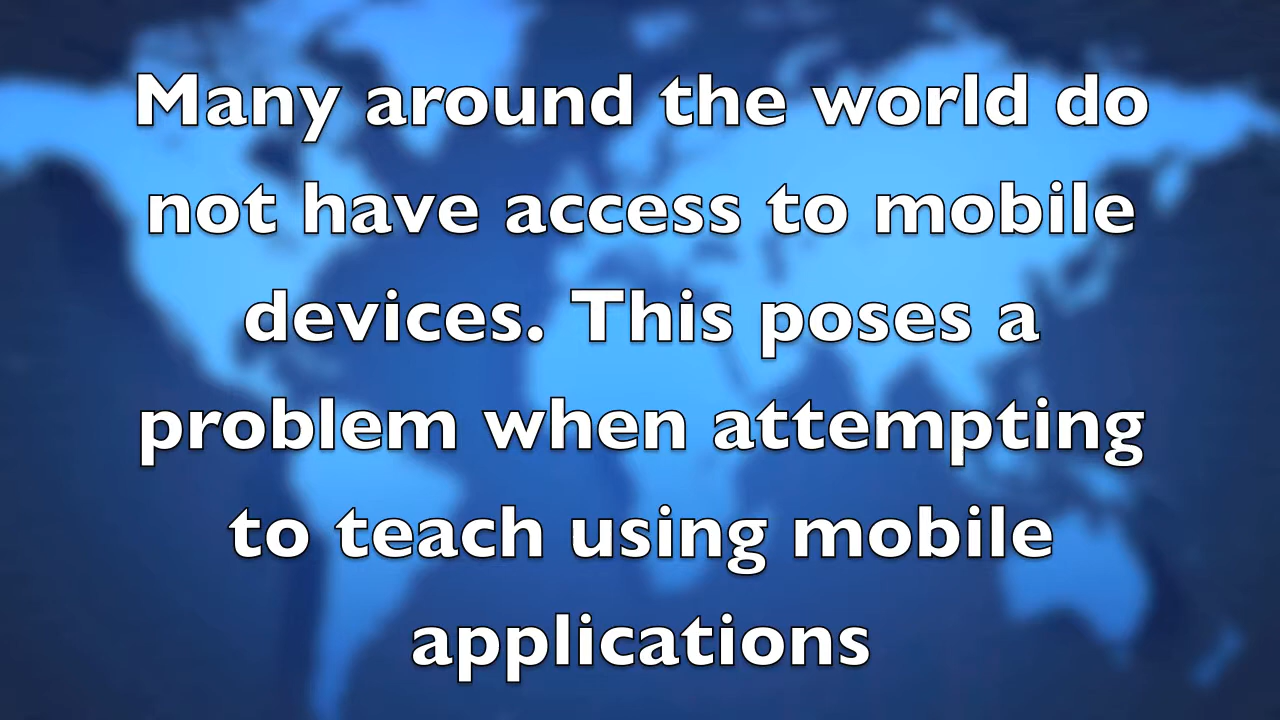 Many around the world do
not have access to mobile
devices. This poses a
problem when attempting
to teach using mobile
applications